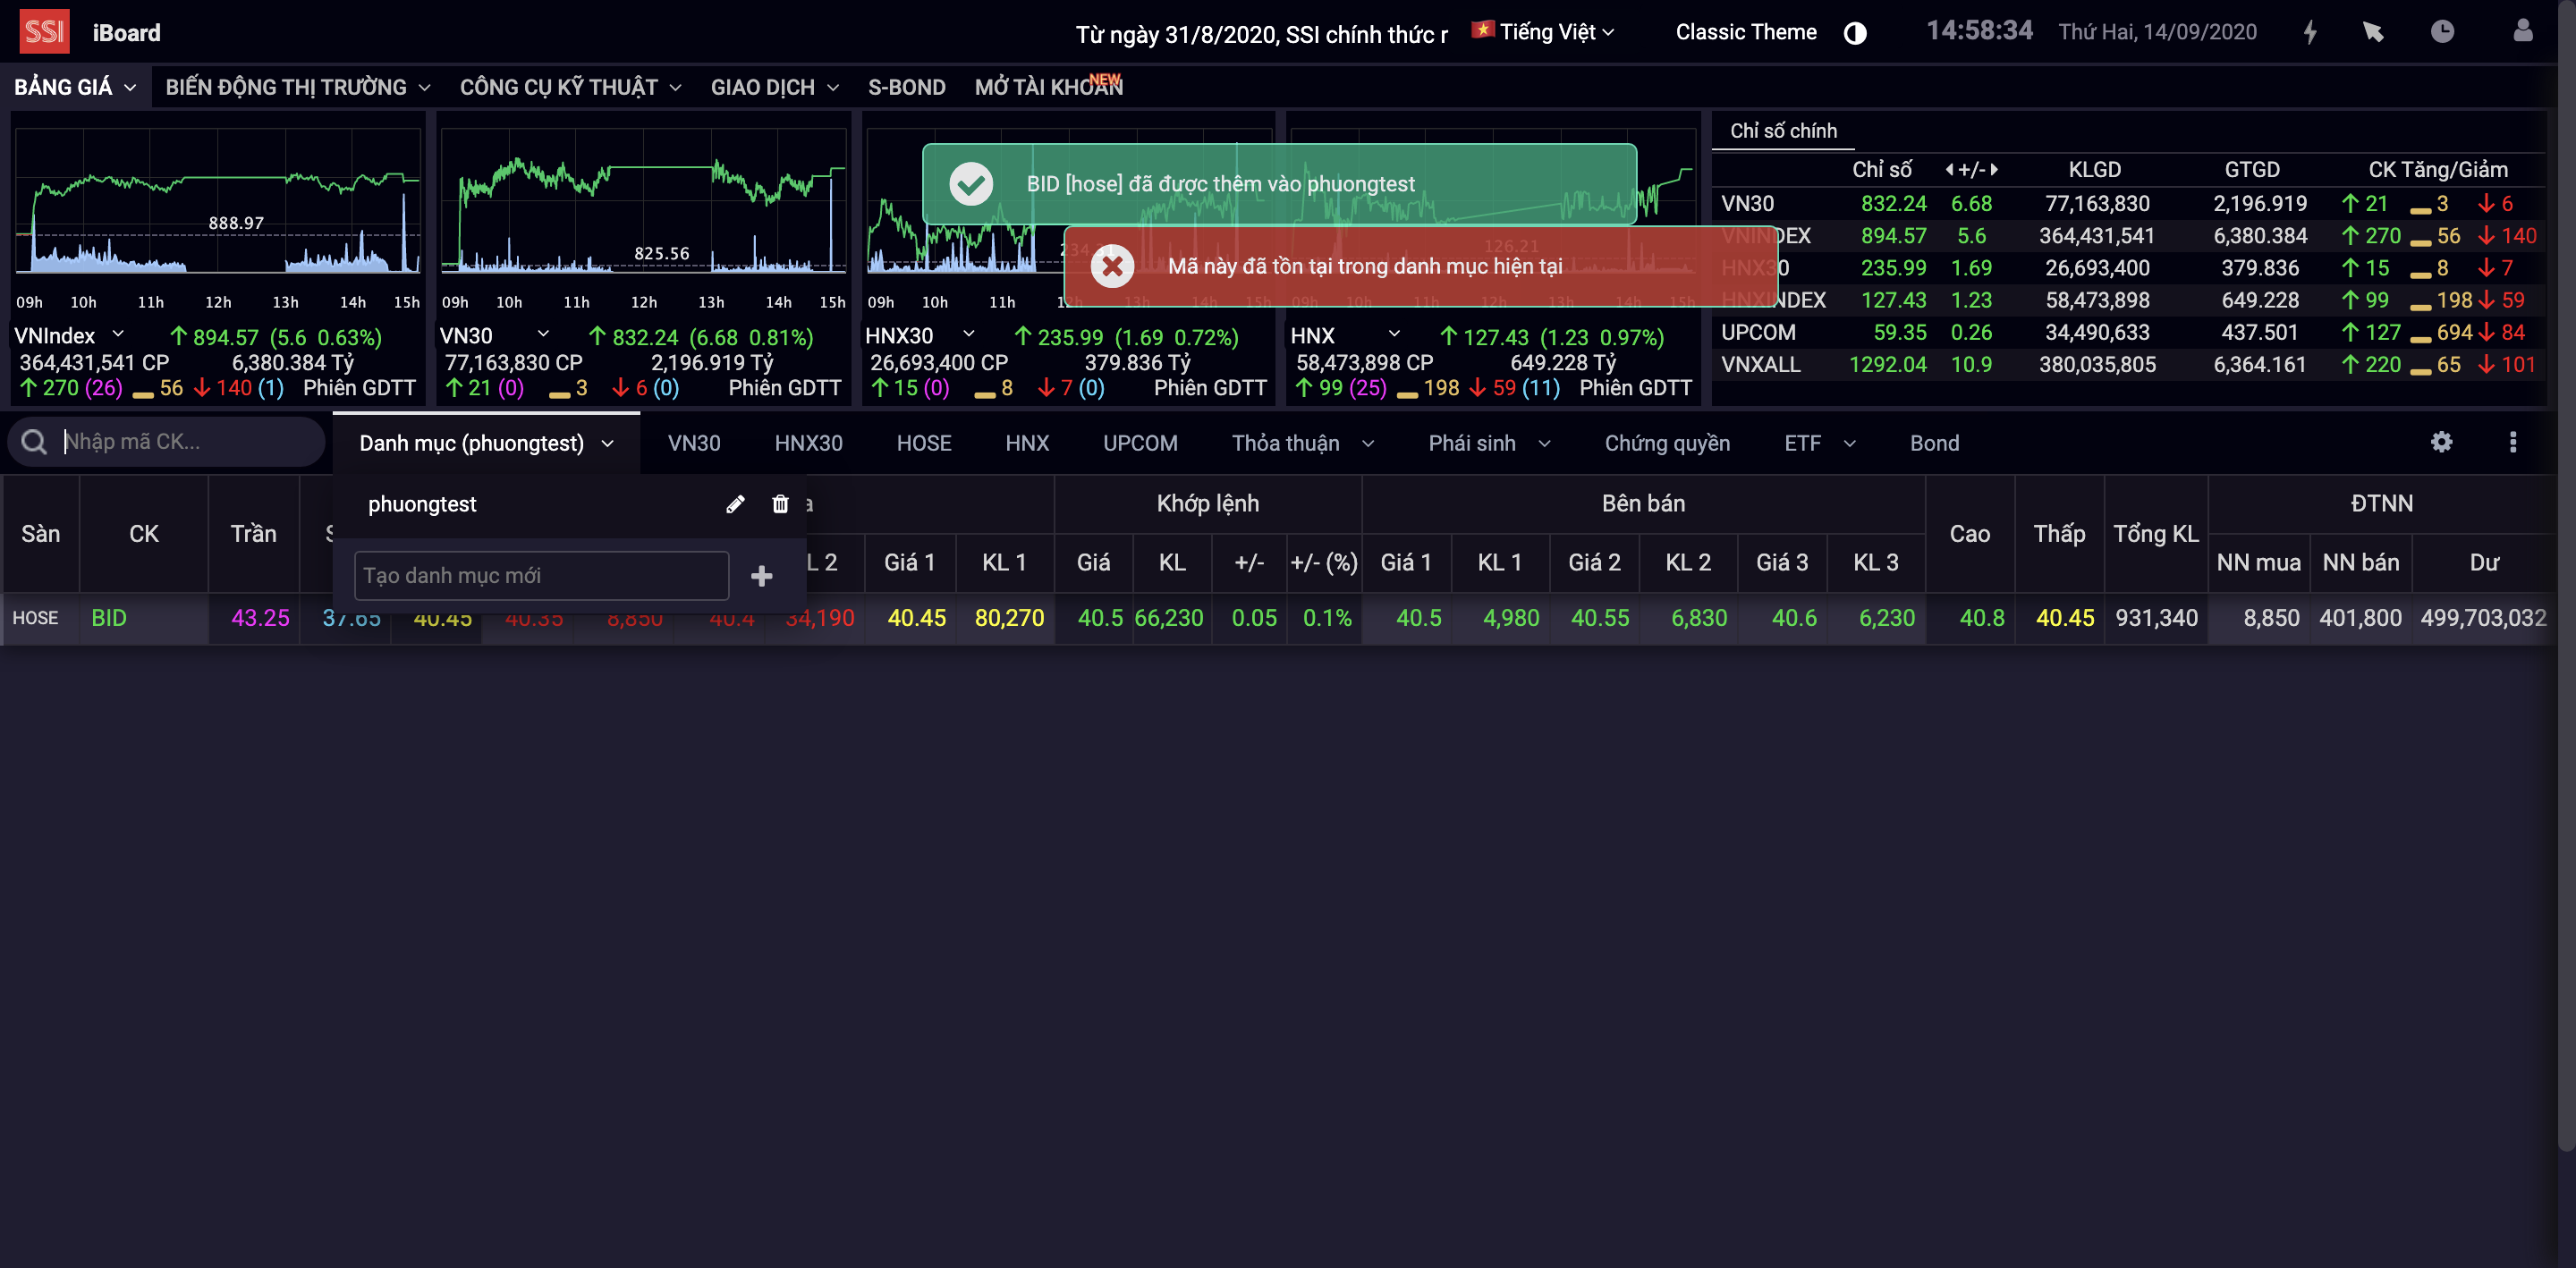 SSI iBoard Từ ngày 31/8/2020, SSI chính thức r Tiếng Việt Classic Theme 14:58:34 Thứ Hai, 14/09/2020
BẢNG GIÁ BIẾN ĐỘNG THỊ TRƯỜNG CÔNG CỤ KỸ THUẬT GIAO DỊCH S-BOND MỞ TÀI KHOẢN NEW
888.97
09h 10h 11h 12h 13h 14h 15h
VNIndex 894.57 (5.6 0.63%)
364,431,541 CP 6,380.384 Tỷ
270 (26) 56 140 (1) Phiên GDTT
825.56
09h 10h 11h 12h 13h 14h 15h
VN30 832.24 (6.68 0.81%)
77,163,830 CP 2,196.919 Tỷ
21 (0) 3 6 (0) Phiên GDTT
BID [hose] đã được thêm vào phuongtest
Mã này đã tồn tại trong danh mục hiện tại
09h 10h 11h 12h 13h 14h 15h
HNX30 235.99 (1.69 0.72%)
26,693,400 CP 379.836 Tỷ
15 (0) 8 7 (0) Phiên GDTT
126.21
09h 10h 11h 12h 13h 14h 15h
HNX 127.43 (1.23 0.97%)
58,473,898 CP 649.228 Tỷ
99 (25) 198 59 (11) Phiên GDTT
Chỉ số chính
Chỉ số +/- KLGD GTGD CK Tăng/Giảm
VN30 832.24 6.68 77,163,830 2,196.919 21 3 6
VNINDEX 894.57 5.6 364,431,541 6,380.384 270 56 140
HNX30 235.99 1.69 26,693,400 379.836 15 8 7
HNXINDEX 127.43 1.23 58,473,898 649.228 99 198 59
UPCOM 59.35 0.26 34,490,633 437.501 127 694 84
VNXALL 1292.04 10.9 380,035,805 6,364.161 220 65 101
Nhập mã CK... Danh mục (phuongtest) VN30 HNX30 HOSE HNX UPCOM Thỏa thuận Phái sinh Chứng quyền ETF Bond
phuongtest
Tạo danh mục mới
Sàn CK Trần Khớp lệnh Bên bán Cao Thấp Tổng KL ĐTNN
L 2 Giá 1 KL 1 Giá KL +/- +/- (%) Giá 1 KL 1 Giá 2 KL 2 Giá 3 KL 3 NN mua NN bán Dư
HOSE BID 43.25 37.65 40.45 40.35 8,850 40.4 34,190 40.45 80,270 40.5 66,230 0.05 0.1% 40.5 4,980 40.55 6,830 40.6 6,230 40.8 40.45 931,340 8,850 401,800 499,703,032